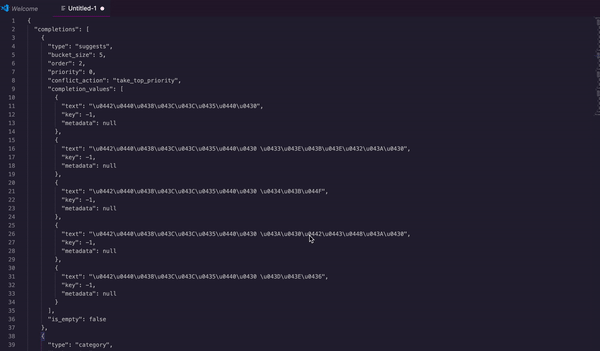 Welcome
Untitled-1
1 {
2 "completions": [
3 {
4 "type": "suggests",
5 "bucket_size": 5,
6 "order": 2,
7 "priority": 0,
8 "conflict_action": "take_top_priority",
9 "completion_values": [
10 {
11 "text": "\u0442\u0440\u0438\u043C\u043C\u0435\u0440\u0430",
12 "key": -1,
13 "metadata": null
14 },
15 {
16 "text": "\u0442\u0440\u0438\u043C\u043C\u0435\u0440\u0430 \u0433\u043E\u043B\u043E\u0432\u043A\u0430",
17 "key": -1,
18 "metadata": null
19 },
20 {
21 "text": "\u0442\u0440\u0438\u043C\u043C\u0435\u0440\u0430 \u0434\u043B\u044F",
22 "key": -1,
23 "metadata": null
24 },
25 {
26 "text": "\u0442\u0440\u0438\u043C\u043C\u0435\u0440\u0430 \u043A\u0430\u0442\u0443\u0448\u043A\u0430",
27 "key": -1,
28 "metadata": null
29 },
30 {
31 "text": "\u0442\u0440\u0438\u043C\u043C\u0435\u0440\u0430 \u043D\u043E\u0436",
32 "key": -1,
33 "metadata": null
34 }
35 ],
36 "is_empty": false
37 },
38 {
39 "type": "category",